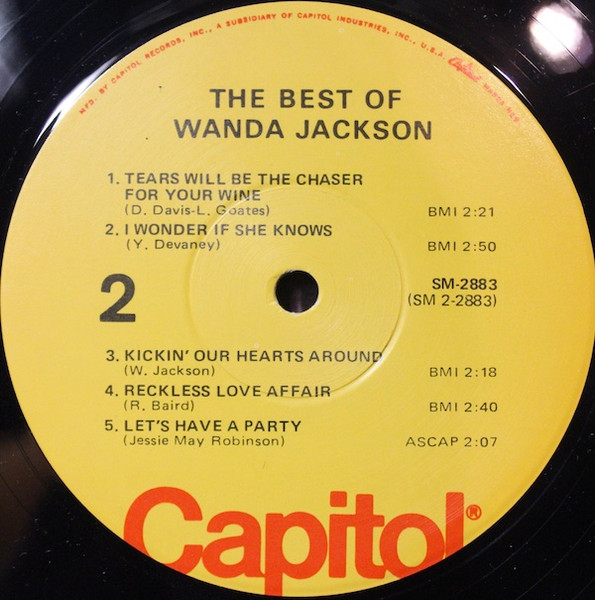 MFD. BY CAPITOL RECORDS, INC., A SUBSIDIARY OF CAPITOL INDUSTRIES, INC., U.S.A.
Capitol
THE BEST OF
WANDA JACKSON
1. TEARS WILL BE THE CHASER
FOR YOUR WINE
(D. Davis-L. Goates) BMI 2:21
2. I WONDER IF SHE KNOWS
(Y. Devaney) BMI 2:50
2
SM-2883
(SM 2-2883)
3. KICKIN' OUR HEARTS AROUND
(W. Jackson) BMI 2:18
4. RECKLESS LOVE AFFAIR
(R. Baird) BMI 2:40
5. LET'S HAVE A PARTY
(Jessie May Robinson) ASCAP 2:07
Capitol®